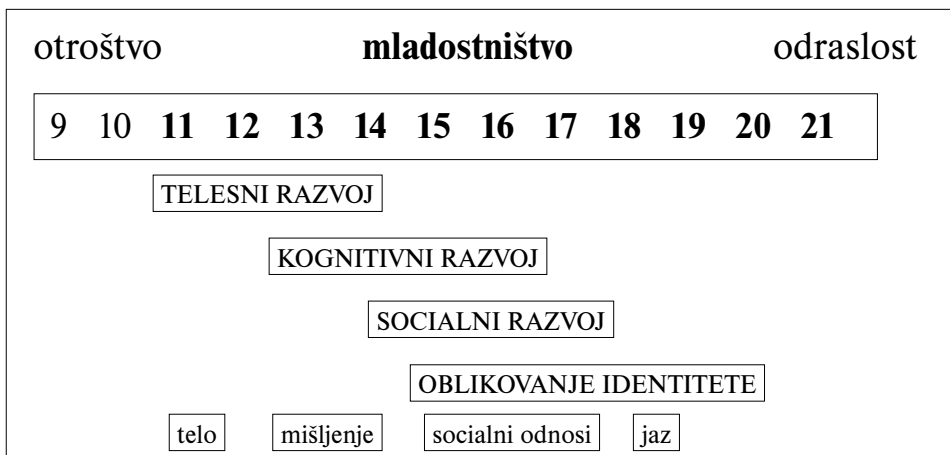 otroštvo mladostništvo odraslost
9 10 11 12 13 14 15 16 17 18 19 20 21
TELESNI RAZVOJ
KOGNITIVNI RAZVOJ
SOCIALNI RAZVOJ
OBLIKOVANJE IDENTITETE
telo mišljenje socialni odnosi jaz